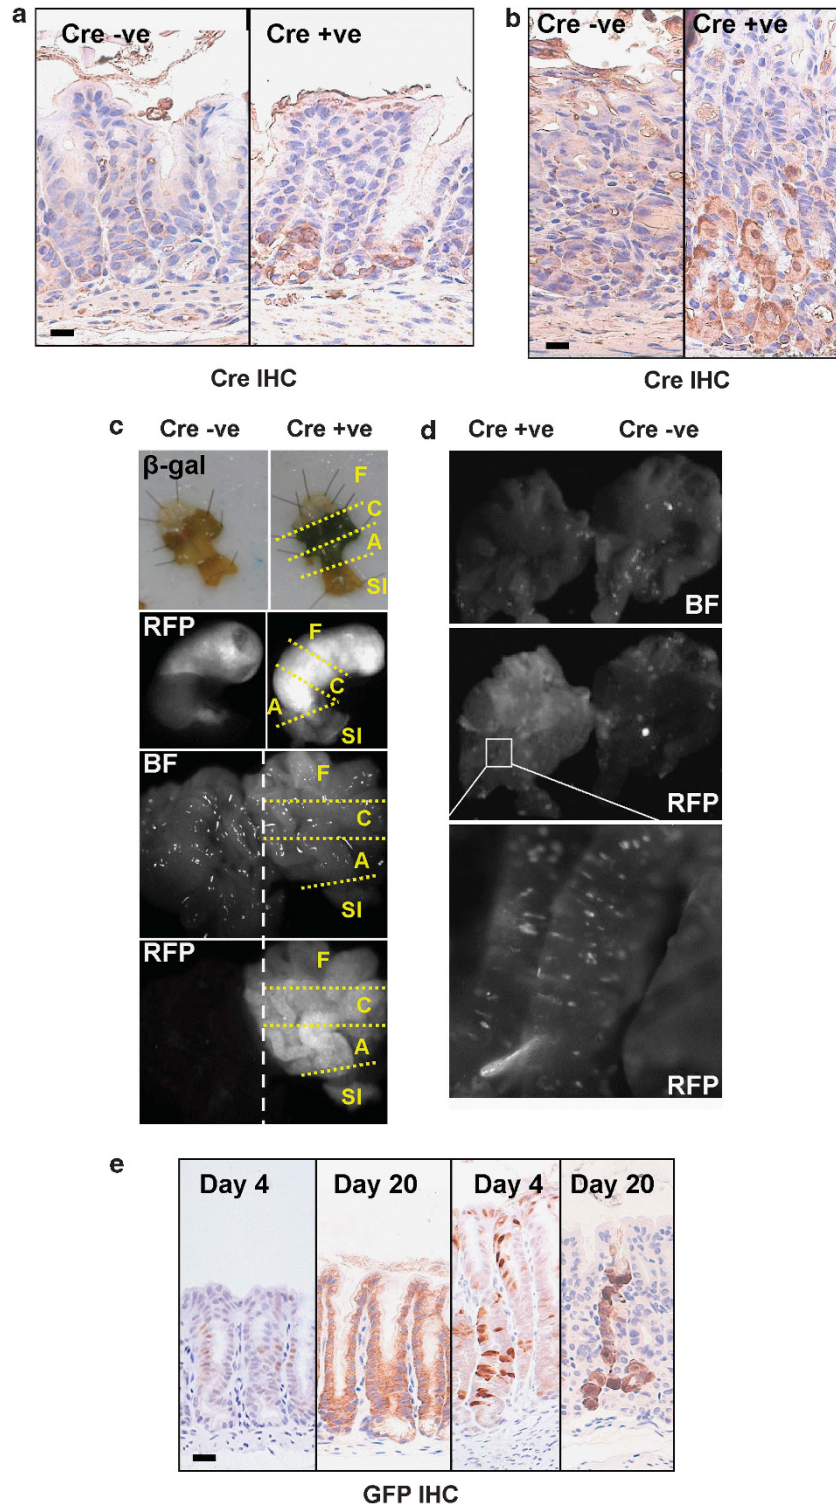 a
Cre -ve
Cre +ve
Cre IHC
b
Cre -ve
Cre +ve
Cre IHC
c
Cre -ve
Cre +ve
β-gal
F
C
A
SI
RFP
F
C
A
SI
BF
F
C
A
SI
RFP
F
C
A
SI
d
Cre +ve
Cre -ve
BF
RFP
RFP
e
Day 4
Day 20
Day 4
Day 20
GFP IHC